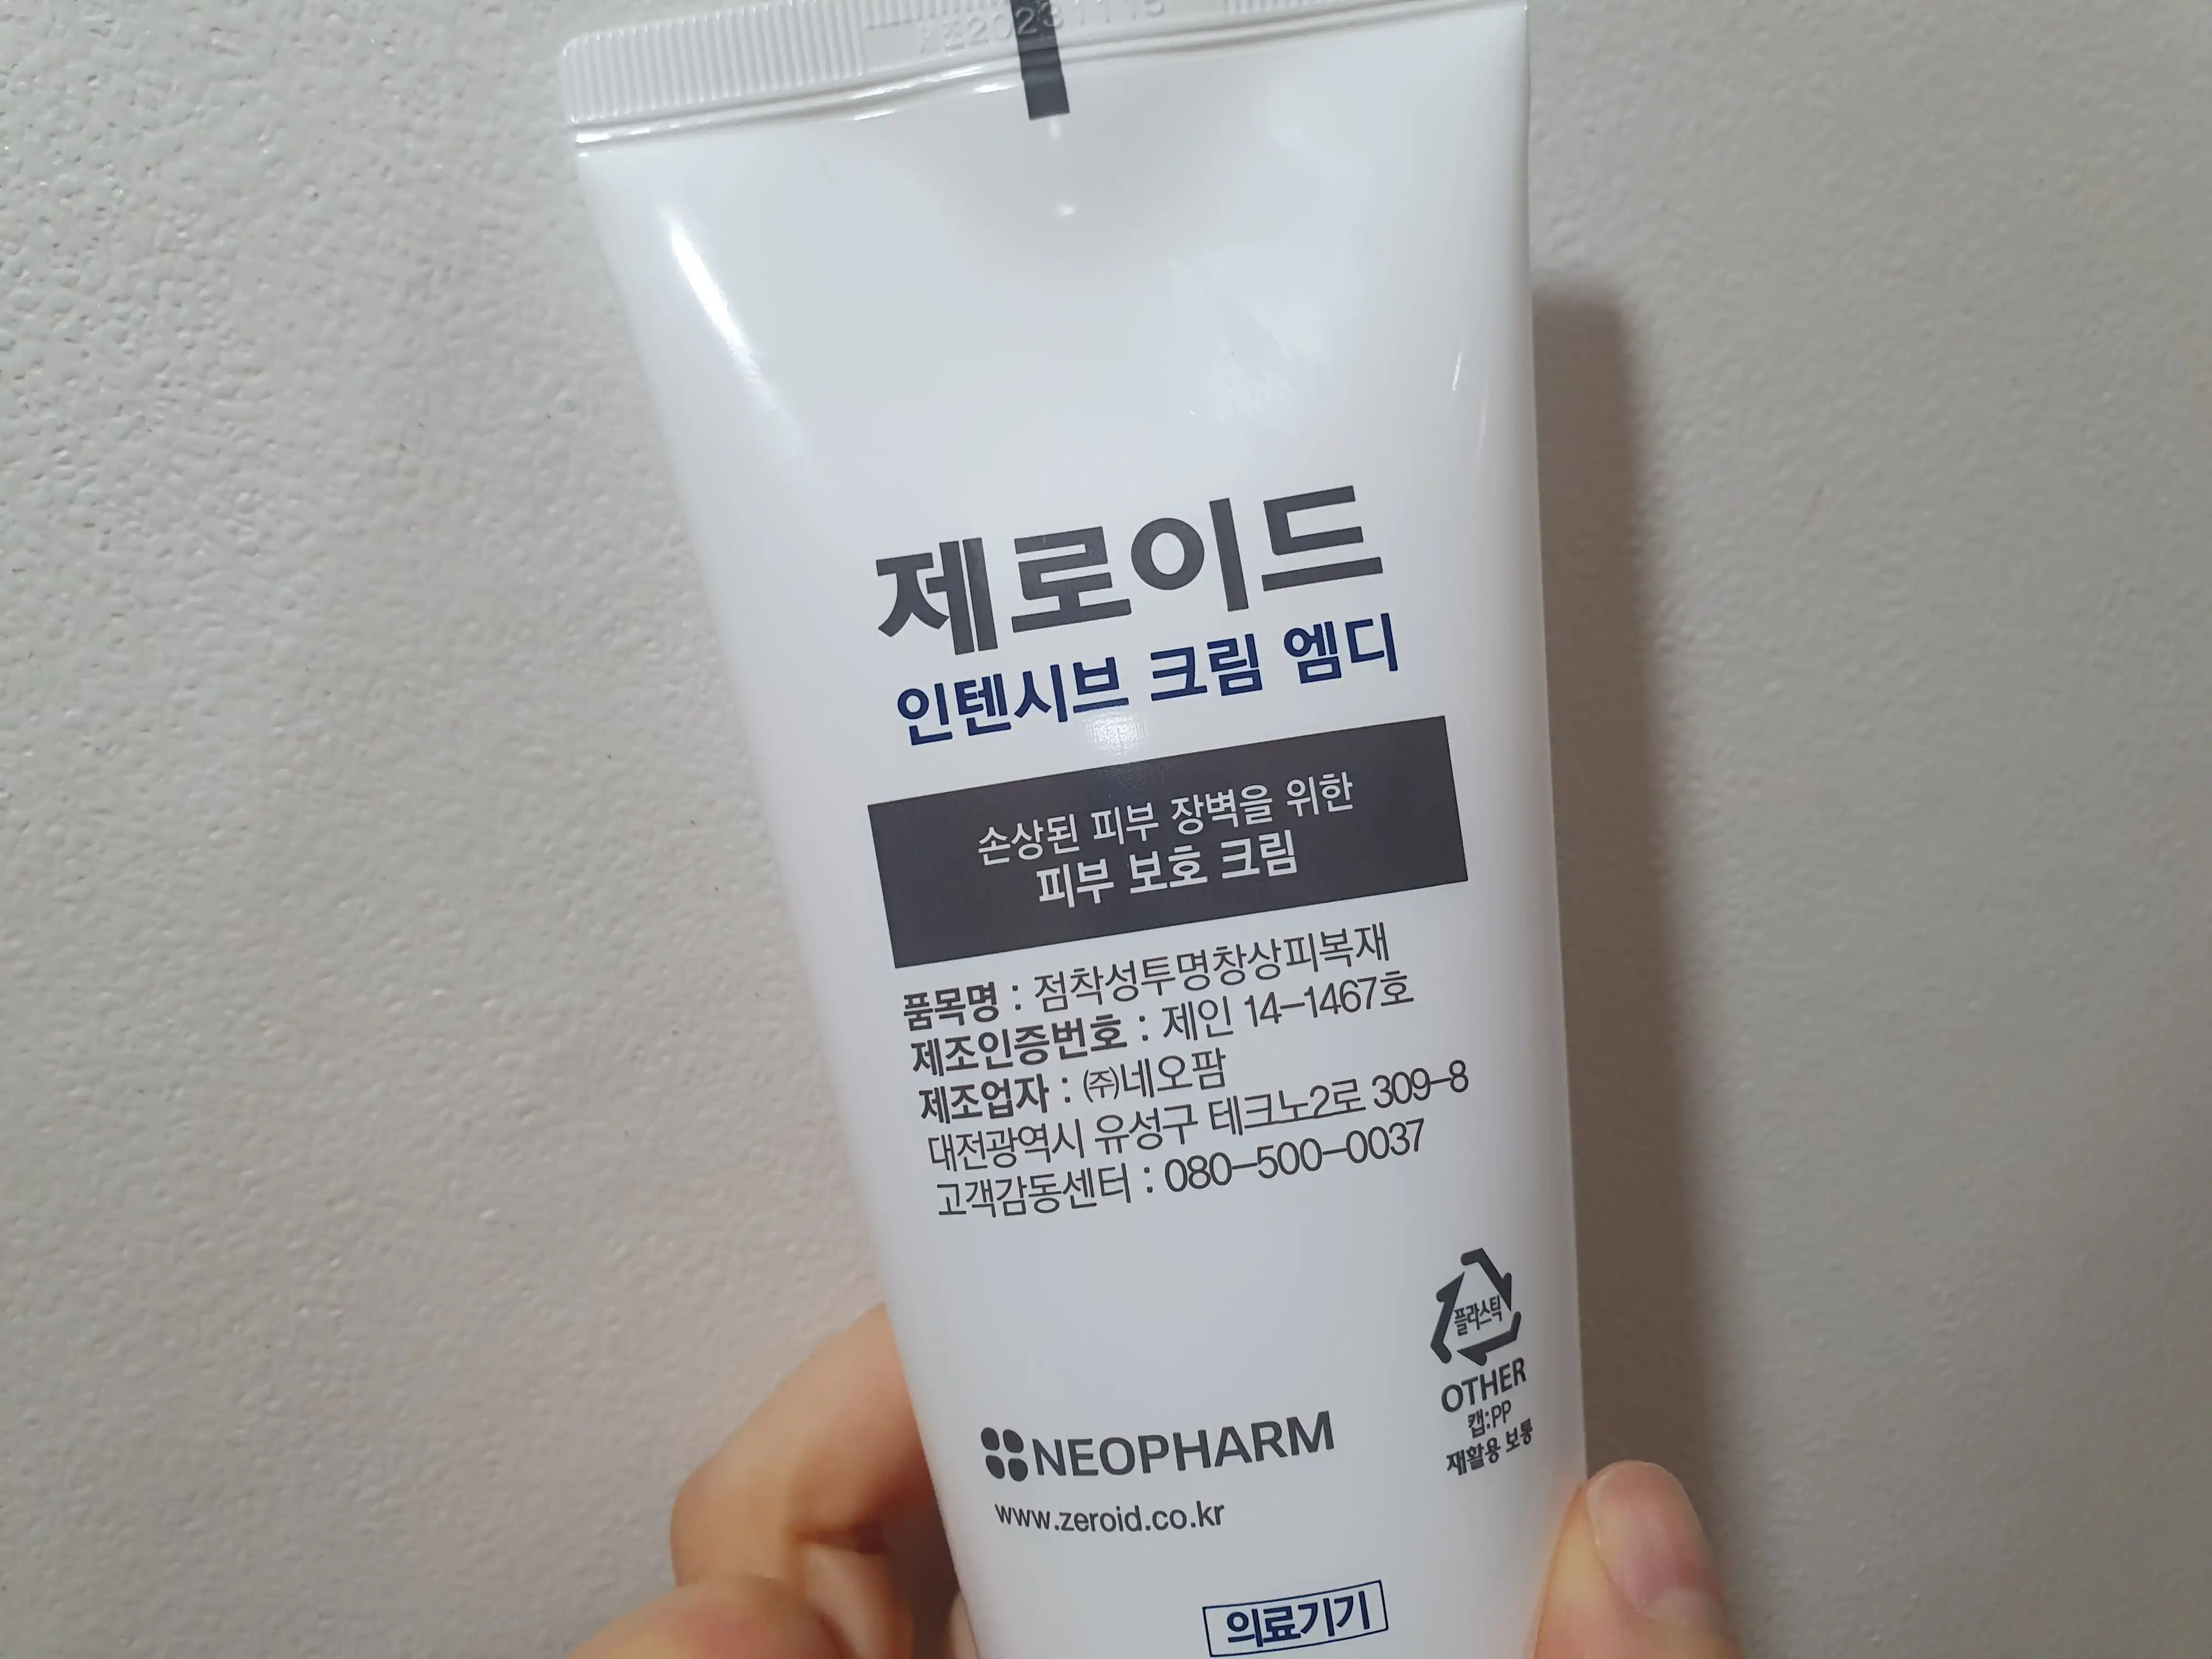 제로이드
인텐시브 크림 엠디
손상된 피부 장벽을 위한
피부 보호 크림
품목명 : 점착성투명창상피복재
제조인증번호 : 제인 14-1467호
제조업자 : ㈜네오팜
대전광역시 유성구 테크노2로 309-8
고객감동센터 : 080-500-0037
플라스틱
OTHER
캡:PP
재활용 보통
NEOPHARM
www.zeroid.co.kr
의료기기